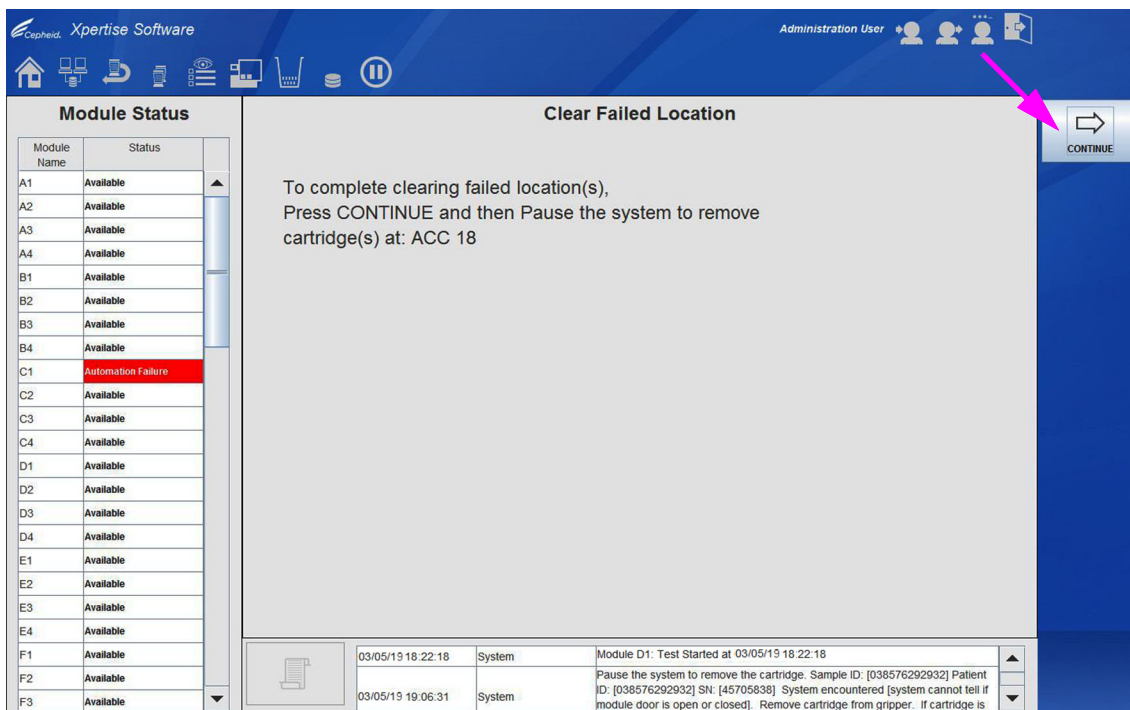 Cepheid. Xpertise Software
Administration User
Module Status
Module Name Status
A1 Available
A2 Available
A3 Available
A4 Available
B1 Available
B2 Available
B3 Available
B4 Available
C1 Automation Failure
C2 Available
C3 Available
C4 Available
D1 Available
D2 Available
D3 Available
D4 Available
E1 Available
E2 Available
E3 Available
E4 Available
F1 Available
F2 Available
F3 Available
Clear Failed Location
To complete clearing failed location(s),
Press CONTINUE and then Pause the system to remove
cartridge(s) at: ACC 18
CONTINUE
03/05/19 18:22:18 System Module D1: Test Started at 03/05/19 18:22:18
03/05/19 19:06:31 System Pause the system to remove the cartridge. Sample ID: [038576292932] Patient
ID: [038576292932] SN: [45705838] System encountered [system cannot tell if
module door is open or closed]. Remove cartridge from gripper. If cartridge is